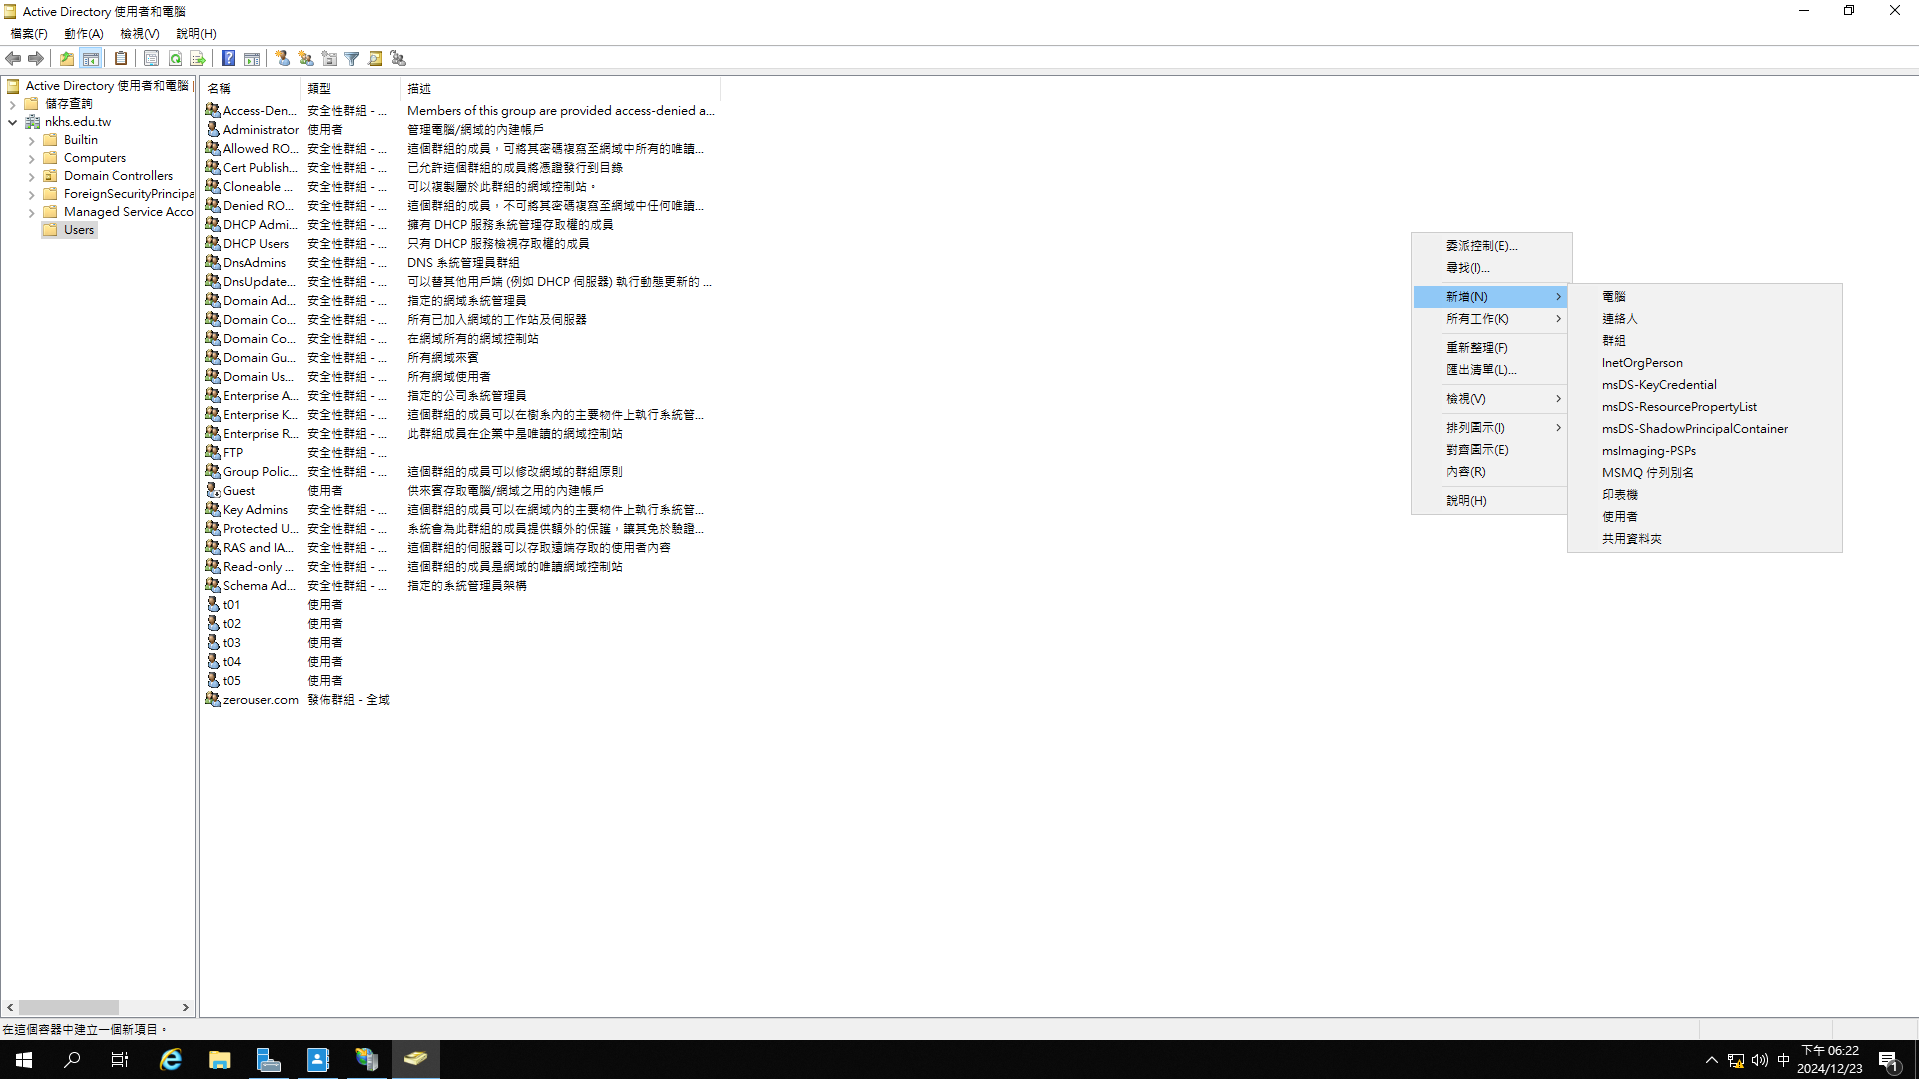 Active Directory 使用者和電腦
檔案(F) 動作(A) 檢視(V) 說明(H)
Active Directory 使用者和電腦
儲存查詢
nkhs.edu.tw
Builtin
Computers
Domain Controllers
ForeignSecurityPrincipa
Managed Service Acco
Users
名稱 類型 描述
Access-Den... 安全性群組 - ... Members of this group are provided access-denied a...
Administrator 使用者 管理電腦/網域的內建帳戶
Allowed RO... 安全性群組 - ... 這個群組的成員，可將其密碼複寫至網域中所有的唯讀...
Cert Publish... 安全性群組 - ... 已允許這個群組的成員將憑證發行到目錄
Cloneable ... 安全性群組 - ... 可以複製屬於此群組的網域控制站。
Denied RO... 安全性群組 - ... 這個群組的成員，不可將其密碼複寫至網域中任何唯讀...
DHCP Admi... 安全性群組 - ... 擁有 DHCP 服務系統管理存取權的成員
DHCP Users 安全性群組 - ... 只有 DHCP 服務檢視存取權的成員
DnsAdmins 安全性群組 - ... DNS 系統管理員群組
DnsUpdate... 安全性群組 - ... 可以替其他用戶端 (例如 DHCP 伺服器) 執行動態更新的 ...
Domain Ad... 安全性群組 - ... 指定的網域系統管理員
Domain Co... 安全性群組 - ... 所有已加入網域的工作站及伺服器
Domain Co... 安全性群組 - ... 在網域所有的網域控制站
Domain Gu... 安全性群組 - ... 所有網域來賓
Domain Us... 安全性群組 - ... 所有網域使用者
Enterprise A... 安全性群組 - ... 指定的公司系統管理員
Enterprise K... 安全性群組 - ... 這個群組的成員可以在樹系內的主要物件上執行系統管...
Enterprise R... 安全性群組 - ... 此群組成員在企業中是唯讀的網域控制站
FTP 安全性群組 - ...
Group Polic... 安全性群組 - ... 這個群組的成員可以修改網域的群組原則
Guest 使用者 供來賓存取電腦/網域之用的內建帳戶
Key Admins 安全性群組 - ... 這個群組的成員可以在網域內的主要物件上執行系統管...
Protected U... 安全性群組 - ... 系統會為此群組的成員提供額外的保護，讓其免於驗證...
RAS and IA... 安全性群組 - ... 這個群組的伺服器可以存取遠端存取的使用者內容
Read-only ... 安全性群組 - ... 這個群組的成員是網域的唯讀網域控制站
Schema Ad... 安全性群組 - ... 指定的系統管理員架構
t01 使用者
t02 使用者
t03 使用者
t04 使用者
t05 使用者
zerouser.com 發佈群組 - 全域
委派控制(E)...
尋找(I)...
新增(N)
所有工作(K)
重新整理(F)
匯出清單(L)...
檢視(V)
排列圖示(I)
對齊圖示(E)
內容(R)
說明(H)
電腦
連絡人
群組
InetOrgPerson
msDS-KeyCredential
msDS-ResourcePropertyList
msDS-ShadowPrincipalContainer
msImaging-PSPs
MSMQ 佇列別名
印表機
使用者
共用資料夾
在這個容器中建立一個新項目。
中
下午 06:22
2024/12/23
1